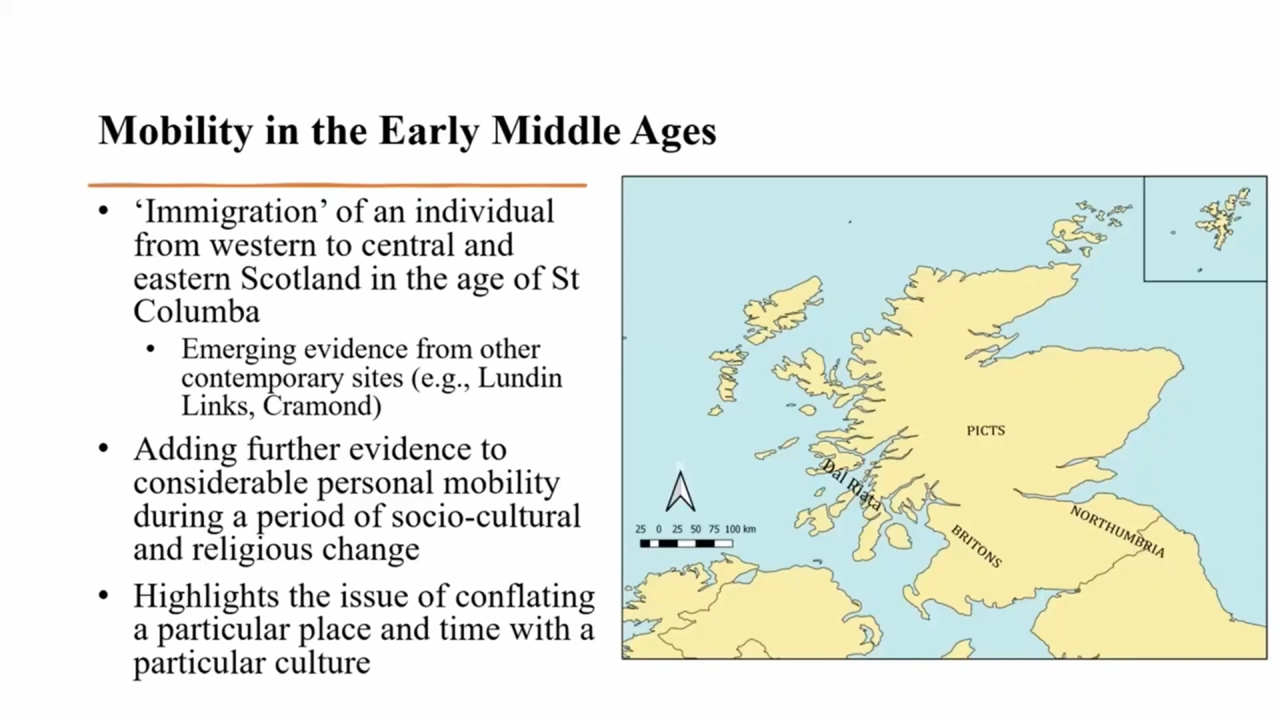 Mobility in the Early Middle Ages
• ‘Immigration’ of an individual
from western to central and
eastern Scotland in the age of St
Columba
• Emerging evidence from other
contemporary sites (e.g., Lundin
Links, Cramond)
• Adding further evidence to
considerable personal mobility
during a period of socio-cultural
and religious change
• Highlights the issue of conflating
a particular place and time with a
particular culture
PICTS
Dál Riata
NORTHUMBRIA
BRITONS
25 0 25 50 75 100 km